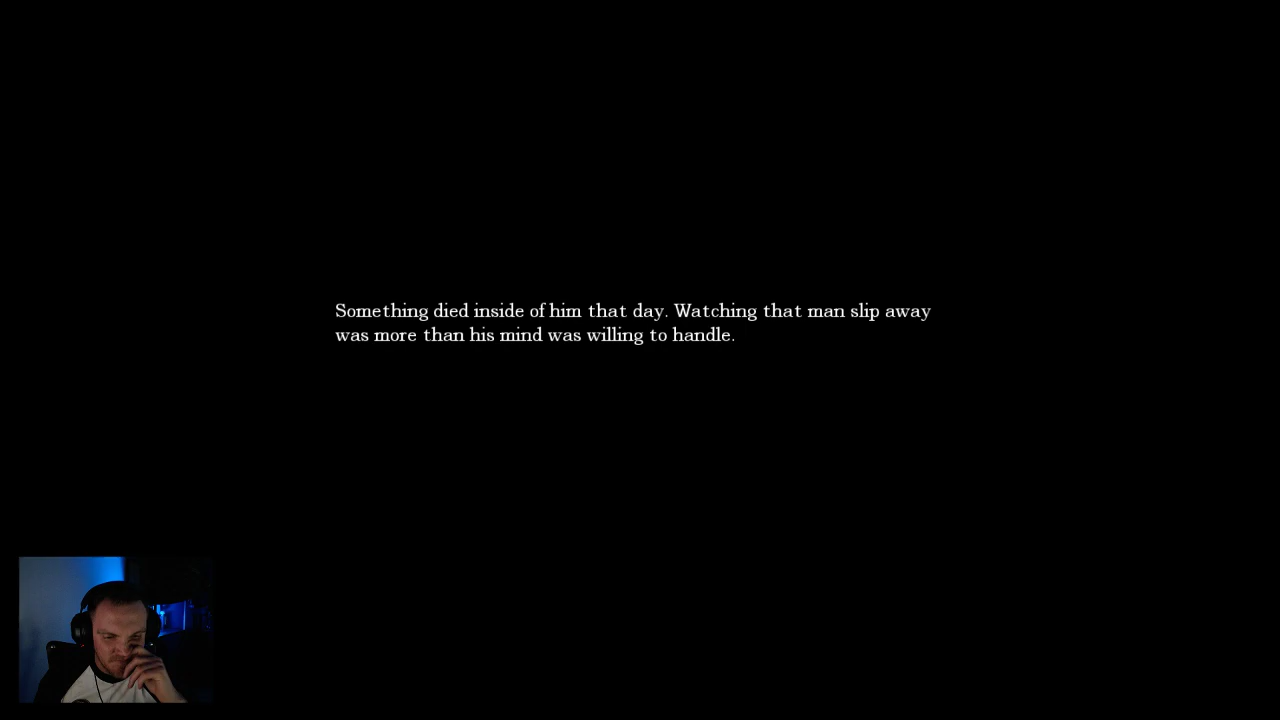 Something died inside of him that day. Watching that man slip away
was more than his mind was willing to handle.